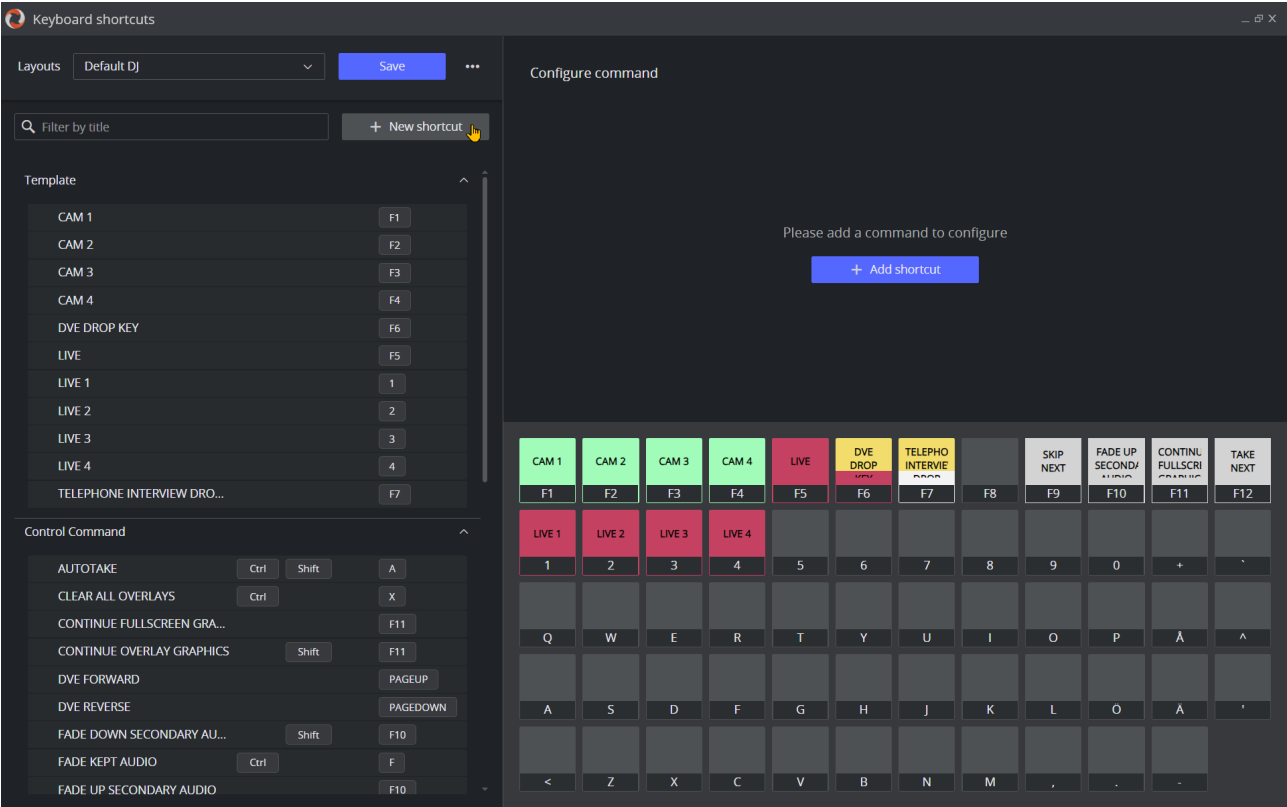 Keyboard shortcuts
Layouts Default DJ Save
Filter by title
+ New shortcut
Template
CAM 1 F1
CAM 2 F2
CAM 3 F3
CAM 4 F4
DVE DROP KEY F6
LIVE F5
LIVE 1 1
LIVE 2 2
LIVE 3 3
LIVE 4 4
TELEPHONE INTERVIEW DRO... F7
Control Command
AUTOTAKE Ctrl Shift A
CLEAR ALL OVERLAYS Ctrl X
CONTINUE FULLSCREEN GRA... F11
CONTINUE OVERLAY GRAPHICS Shift F11
DVE FORWARD PAGEUP
DVE REVERSE PAGEDOWN
FADE DOWN SECONDARY AU... Shift F10
FADE KEPT AUDIO Ctrl F
FADE UP SECONDARY AUDIO F10
Configure command
Please add a command to configure
+ Add shortcut
CAM 1 CAM 2 CAM 3 CAM 4 LIVE DVE DROP KEY TELEPHO INTERVIE DROP SKIP NEXT FADE UP SECOND AUDIO CONTINU FULLSCRI GRAPHIC TAKE NEXT
F1 F2 F3 F4 F5 F6 F7 F8 F9 F10 F11 F12
LIVE 1 LIVE 2 LIVE 3 LIVE 4
1 2 3 4 5 6 7 8 9 0 + `
Q W E R T Y U I O P Å ^
A S D F G H J K L Ö Ä '
< Z X C V B N M , . -